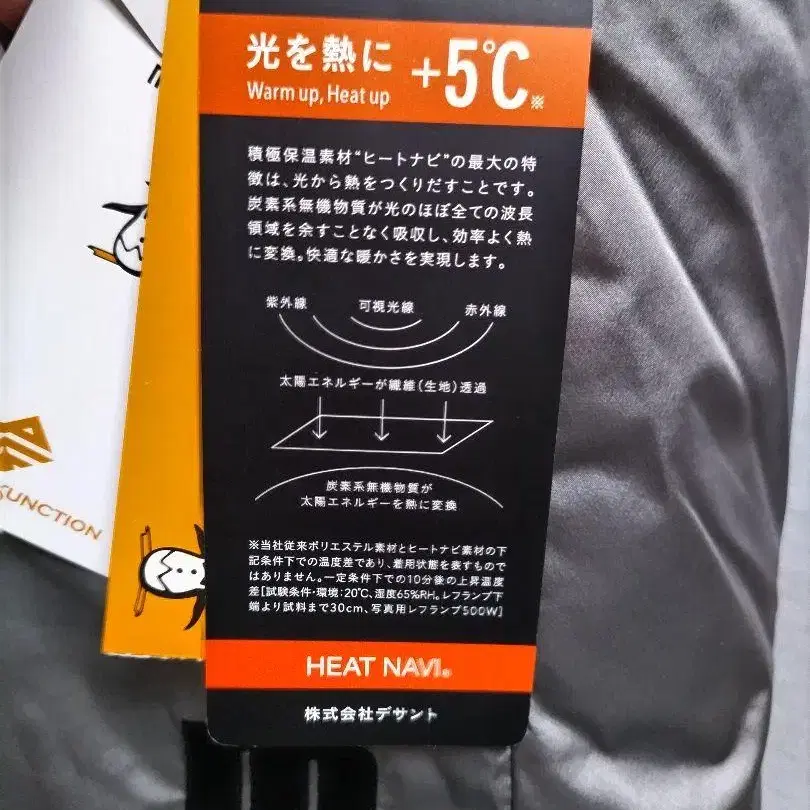 光を熱に
Warm up, Heat up
+5℃※
積極保温素材“ヒートナビ”の最大の特
徴は、光から熱をつくりだすことです。
炭素系無機物質が光のほぼ全ての波長
領域を余すことなく吸収し、効率よく熱
に変換。快適な暖かさを実現します。
紫外線 可視光線 赤外線
太陽エネルギーが繊維(生地)透過
炭素系無機物質が
太陽エネルギーを熱に変換
※当社従来ポリエステル素材とヒートナビ素材の下
記条件下での温度差であり、着用状態を表すもので
はありません。一定条件下での10分後の上昇温度
差[試験条件・環境:20℃、湿度65%RH。レフランプ下
端より試料まで30cm、写真用レフランプ500W]
HEAT NAVI®
株式会社デサント
SUNCTION